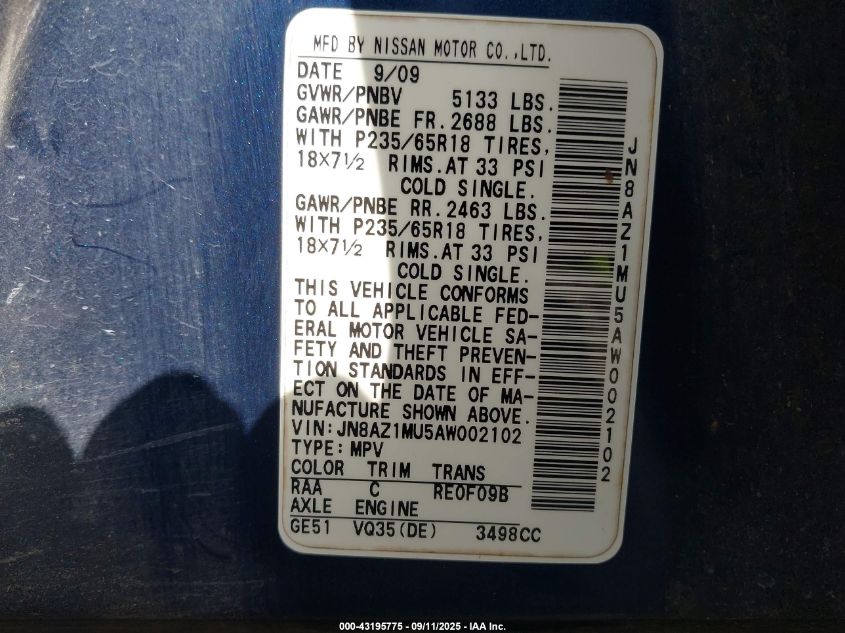 MFD BY NISSAN MOTOR CO.,LTD.
DATE 9/09
GVWR/PNBV 5133 LBS.
GAWR/PNBE FR.2688 LBS.
WITH P235/65R18 TIRES,
18X7½ RIMS.AT 33 PSI
COLD SINGLE.
GAWR/PNBE RR.2463 LBS.
WITH P235/65R18 TIRES,
18X7½ RIMS.AT 33 PSI
COLD SINGLE.
THIS VEHICLE CONFORMS
TO ALL APPLICABLE FED-
ERAL MOTOR VEHICLE SA-
FETY AND THEFT PREVEN-
TION STANDARDS IN EFF-
ECT ON THE DATE OF MA-
NUFACTURE SHOWN ABOVE.
VIN:JN8AZ1MU5AW002102
TYPE:MPV
COLOR TRIM TRANS
RAA C RE0F09B
AXLE ENGINE
GE51 VQ35(DE) 3498CC
JN8AZ1MU5AW002102
000-43195775 - 09/11/2025 - IAA Inc.